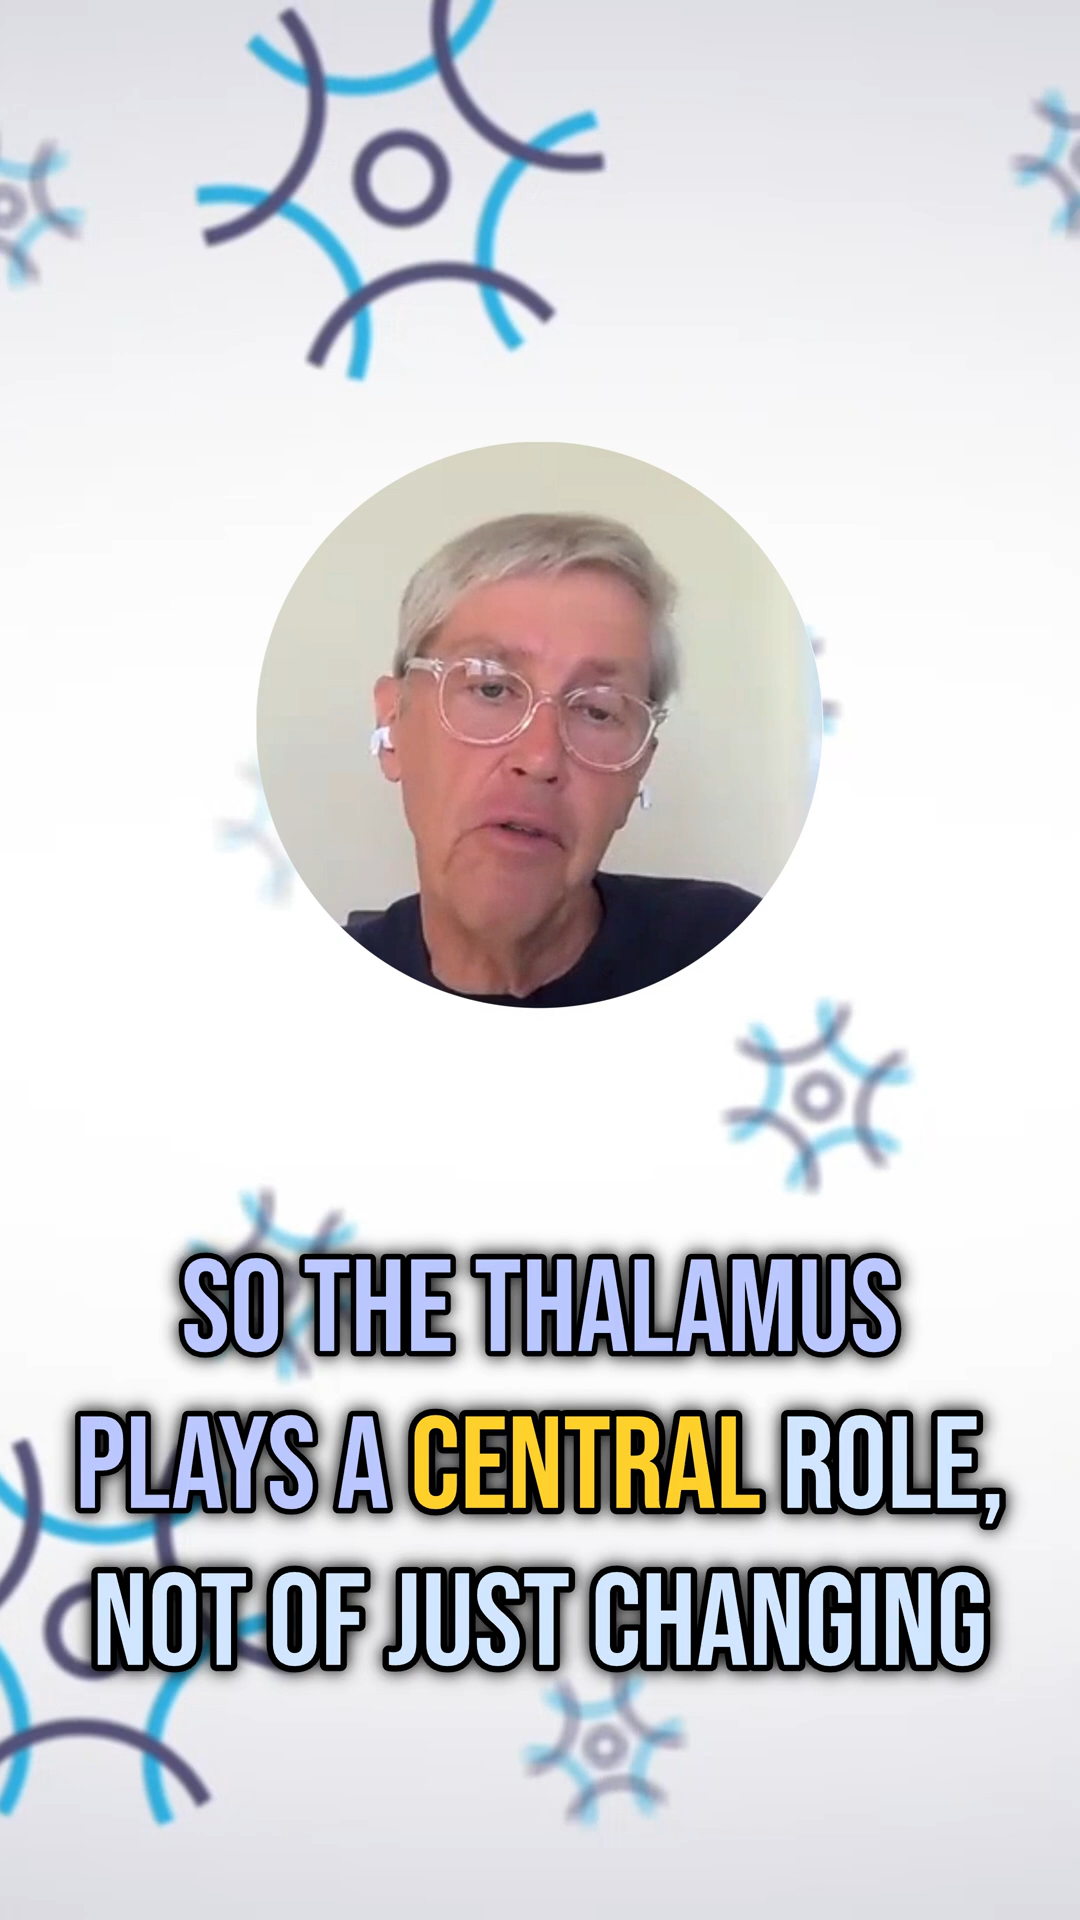 SO THE THALAMUS
PLAYS A CENTRAL ROLE,
NOT OF JUST CHANGING